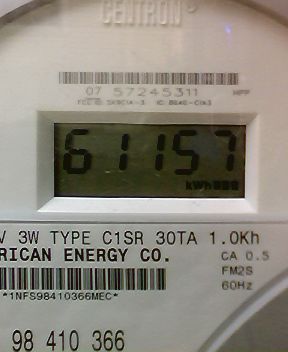 CENTRON®
07 57245311
61157
kWh
V 3W TYPE C1SR 30TA 1.0Kh
RICAN ENERGY CO. CA 0.5
FM2S
*1NFS98410366MEC* 60Hz
98 410 366